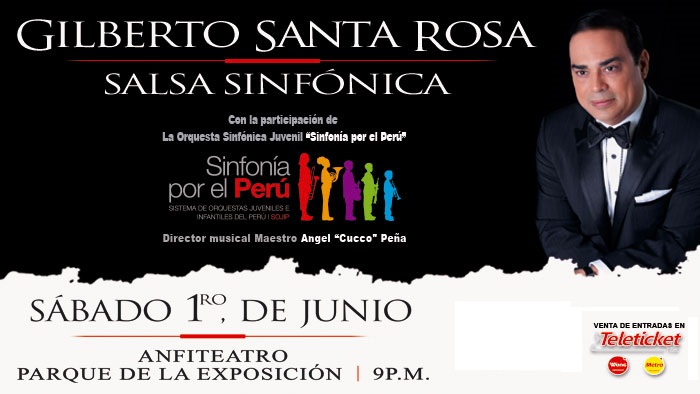 GILBERTO SANTA ROSA
SALSA SINFÓNICA
Con la participación de
La Orquesta Sinfónica Juvenil “Sinfonía por el Perú”
Sinfonía
por el Perú
SISTEMA DE ORQUESTAS JUVENILES E
INFANTILES DEL PERÚ | SOJIP
Director musical Maestro Angel “Cucco” Peña
SÁBADO 1RO, DE JUNIO
ANFITEATRO
PARQUE DE LA EXPOSICIÓN | 9P.M.
VENTA DE ENTRADAS EN
Teleticket
Wong
Metro